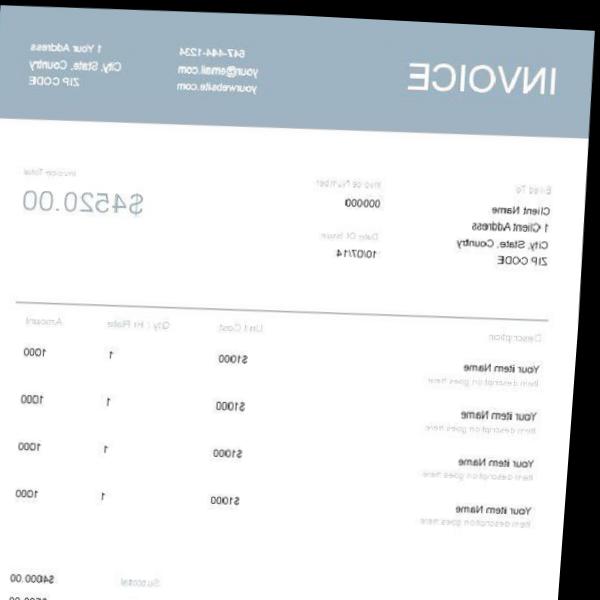 INVOICE
647-444-1234
your@email.com
yourwebsite.com
1 Your Address
City, State, Country
ZIP CODE
Billed To
Client Name
1 Client Address
City, State, Country
ZIP CODE
Invoice Number
000000
Date Of Issue
10/07/14
Invoice Total
$4520.00
Description Unit Cost Qty / Hr Rate Amount
Your item Name $1000 1 1000
Item description goes here
Your item Name $1000 1 1000
Item description goes here
Your item Name $1000 1 1000
Item description goes here
Your item Name $1000 1 1000
Item description goes here
Subtotal $4000.00